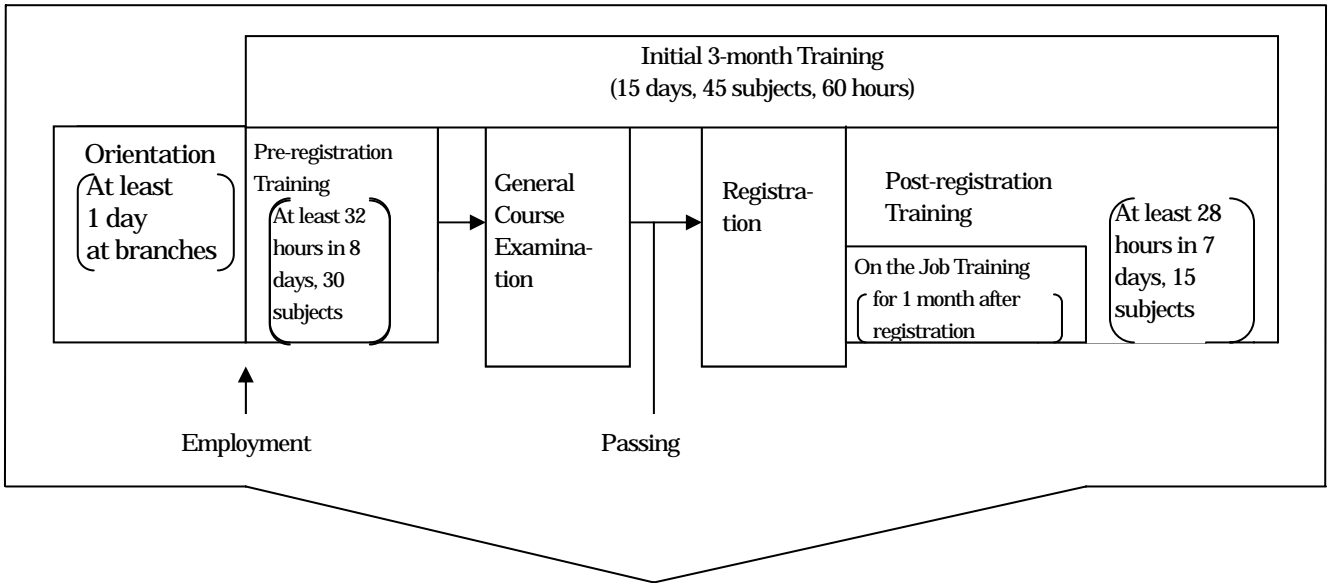 Initial 3-month Training
(15 days, 45 subjects, 60 hours)
Orientation
At least
1 day
at branches
Pre-registration
Training
At least 32
hours in 8
days, 30
subjects
General
Course
Examina-
tion
Registra-
tion
Post-registration
Training
On the Job Training
for 1 month after
registration
At least 28
hours in 7
days, 15
subjects
Employment
Passing